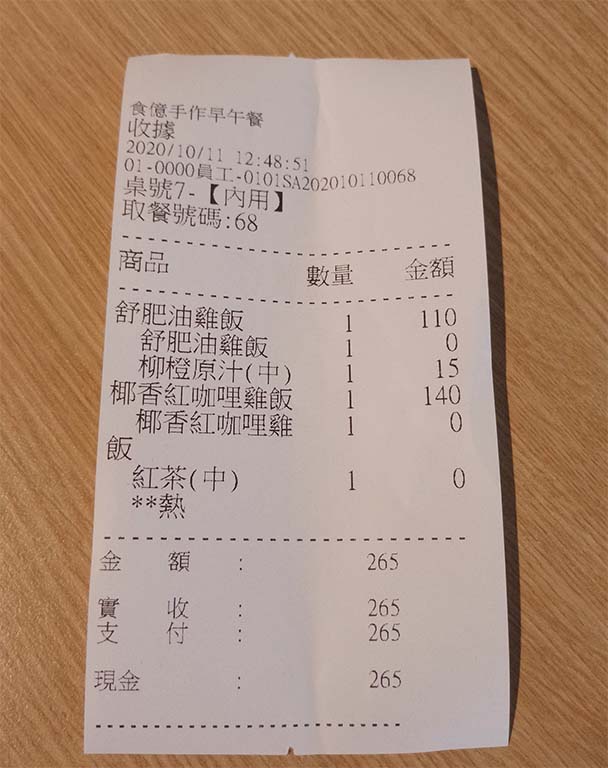 食億手作早午餐
收據
2020/10/11 12:48:51
01-0000員工-0101SA202010110068
桌號7-【內用】
取餐號碼:68
商品 數量 金額
舒肥油雞飯 1 110
舒肥油雞飯 1 0
柳橙原汁(中) 1 15
椰香紅咖哩雞飯 1 140
椰香紅咖哩雞 1 0
飯
紅茶(中) 1 0
**熱
金額 : 265
實收 : 265
支付 : 265
現金 : 265